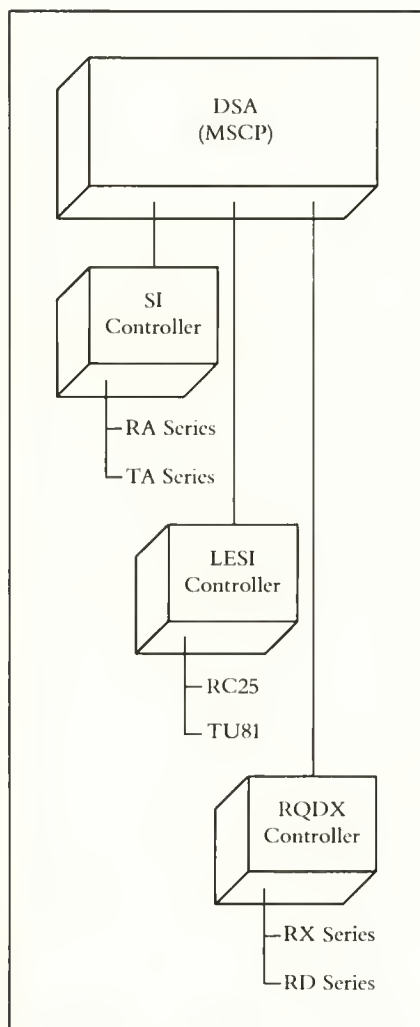 DSA
(MSCP)
SI
Controller
RA Series
TA Series
LESI
Controller
RC25
TU81
RQDX
Controller
RX Series
RD Series